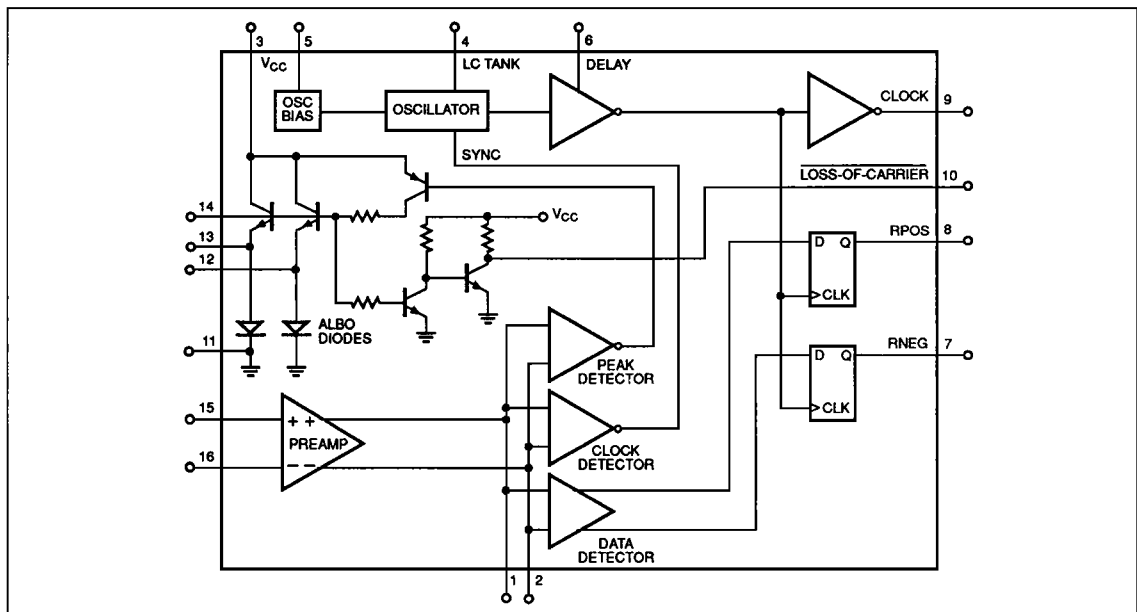 3
5
4
6
VCC
LC TANK
DELAY
OSC
BIAS
OSCILLATOR
CLOCK
9
SYNC
LOSS-OF-CARRIER
10
14
VCC
13
12
D
Q
RPOS
8
CLK
ALBO
DIODES
11
PEAK
DETECTOR
D
Q
RNEG
7
CLK
15
+ +
PREAMP
– –
16
CLOCK
DETECTOR
DATA
DETECTOR
1
2